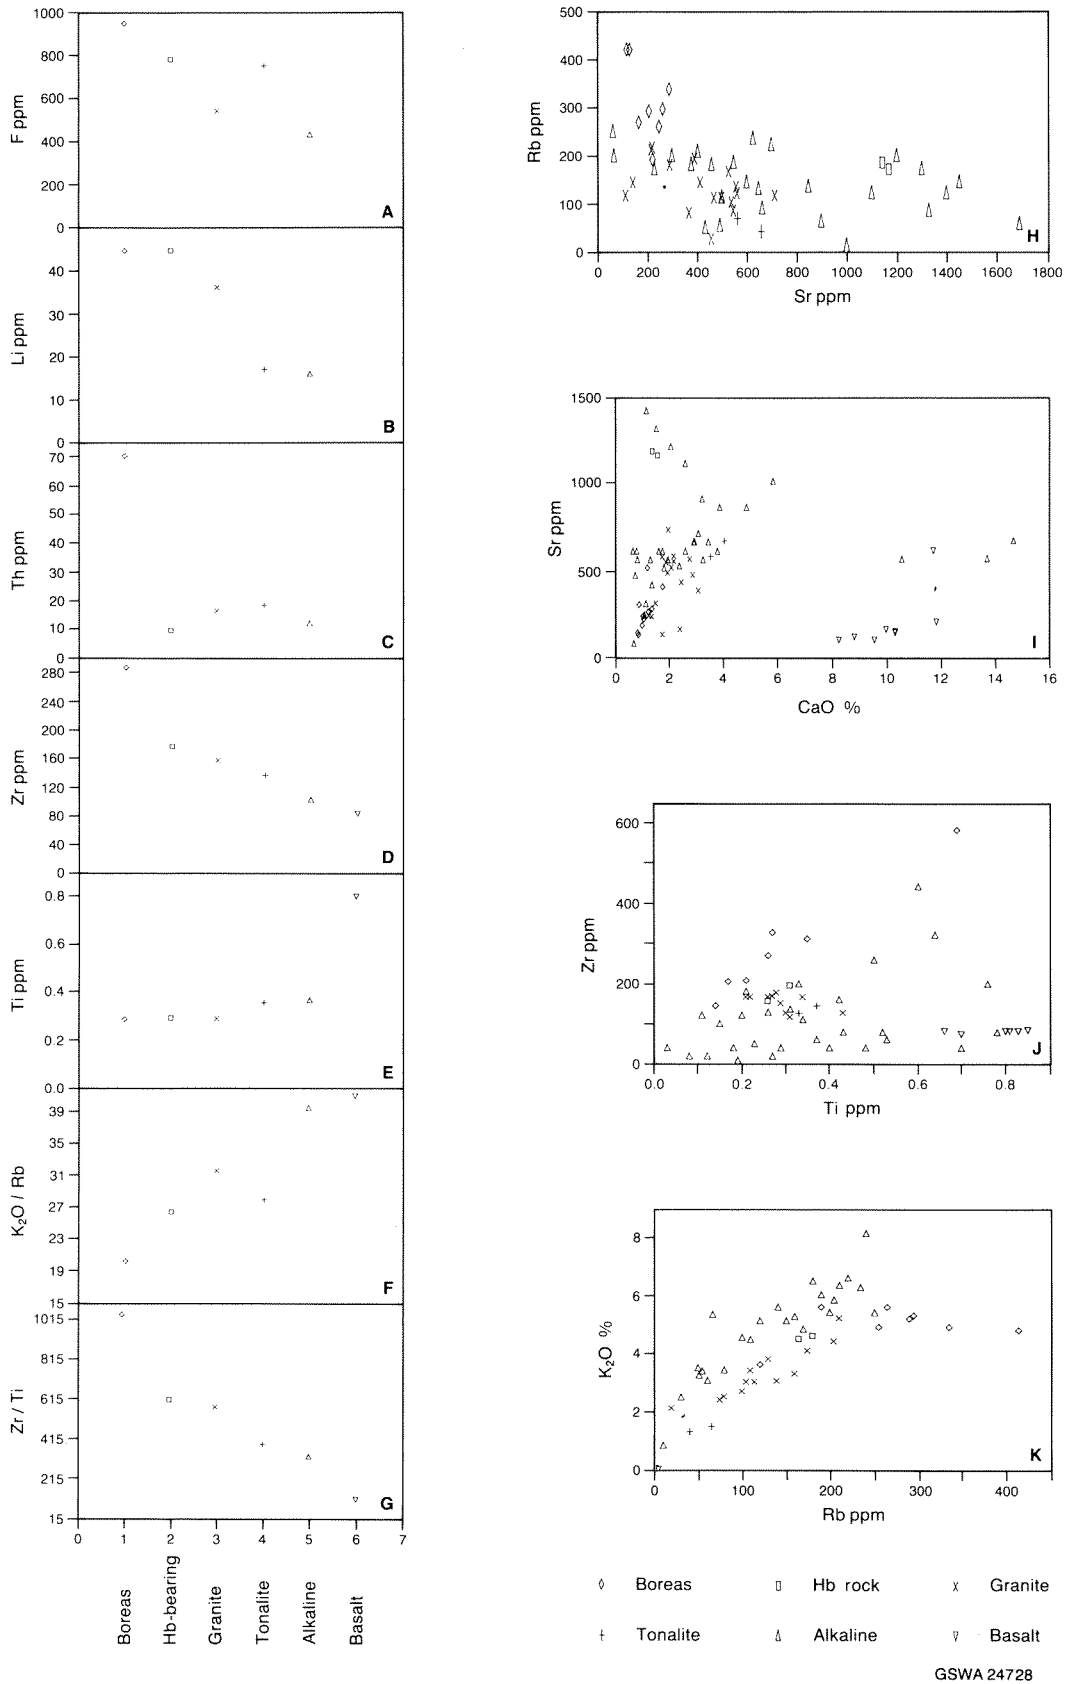 1000
800
600
400
200
0
F ppm
A
40
30
20
10
0
Li ppm
B
70
60
50
40
30
20
10
0
Th ppm
C
280
240
200
160
120
80
40
0
Zr ppm
D
0.8
0.6
0.4
0.2
0.0
Ti ppm
E
39
35
31
27
23
19
15
K₂O / Rb
F
1015
815
615
415
215
15
Zr / Ti
G
0 1 2 3 4 5 6 7
Boreas
Hb-bearing
Granite
Tonalite
Alkaline
Basalt
500
400
300
200
100
0
Rb ppm
H
0 200 400 600 800 1000 1200 1400 1600 1800
Sr ppm
1500
1000
500
0
Sr ppm
I
0 2 4 6 8 10 12 14 16
CaO %
600
400
200
0
Zr ppm
J
0.0 0.2 0.4 0.6 0.8
Ti ppm
8
6
4
2
0
K₂O %
K
0 100 200 300 400
Rb ppm
Boreas Hb rock Granite
Tonalite Alkaline Basalt
GSWA 24728